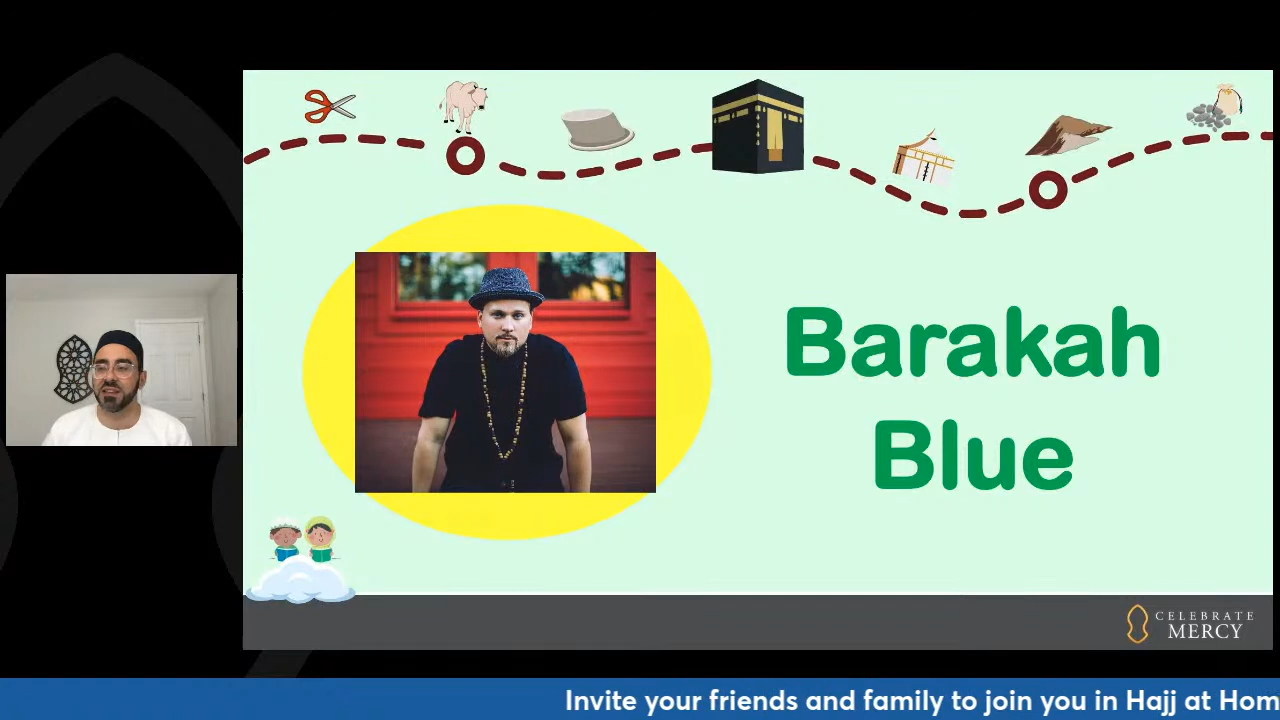 Barakah
Blue
CELEBRATE
MERCY
Invite your friends and family to join you in Hajj at Hom